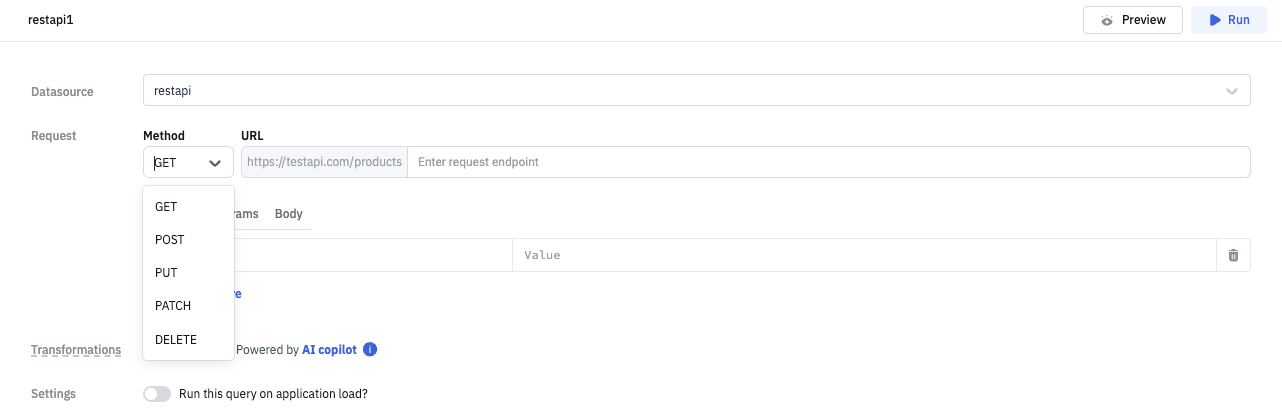 restapi1
Preview
Run
Datasource
restapi
Request
Method
URL
GET
https://testapi.com/products
Enter request endpoint
GET
POST
PUT
PATCH
DELETE
rams
Body
Value
re
Transformations
Powered by AI copilot i
Settings
Run this query on application load?